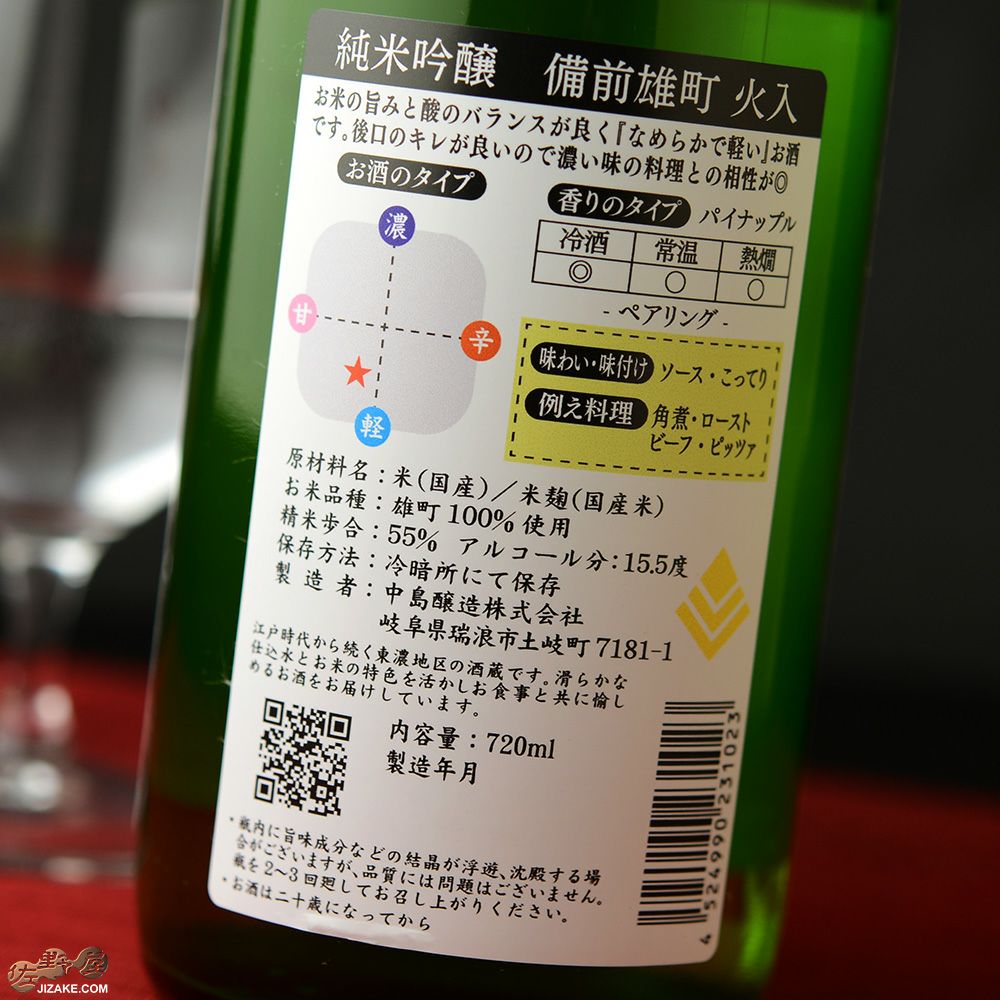 純米吟醸　備前雄町 火入
お米の旨みと酸のバランスが良く『なめらかで軽い』お酒
です。後口のキレが良いので濃い味の料理との相性が◎
お酒のタイプ
濃
甘
辛
軽
香りのタイプ パイナップル
冷酒 常温 熱燗
◎ ○ ○
- ペアリング -
味わい・味付け ソース・こってり
例え料理 角煮・ロースト
ビーフ・ピッツァ
原材料名：米(国産)／米麹(国産米)
お米品種：雄町100%使用
精米歩合：55% アルコール分：15.5度
保存方法：冷暗所にて保存
製造者：中島醸造株式会社
岐阜県瑞浪市土岐町7181-1
江戸時代から続く東濃地区の酒蔵です。滑らかな
仕込水とお米の特色を活かしお食事と共に愉し
めるお酒をお届けしています。
内容量：720ml
製造年月
・瓶内に旨味成分などの結晶が浮遊、沈殿する場
合がございますが、品質には問題はございません。
瓶を2～3回廻してお召し上がりください。
・お酒は二十歳になってから
4524990231023
佐野屋
JIZAKE.COM